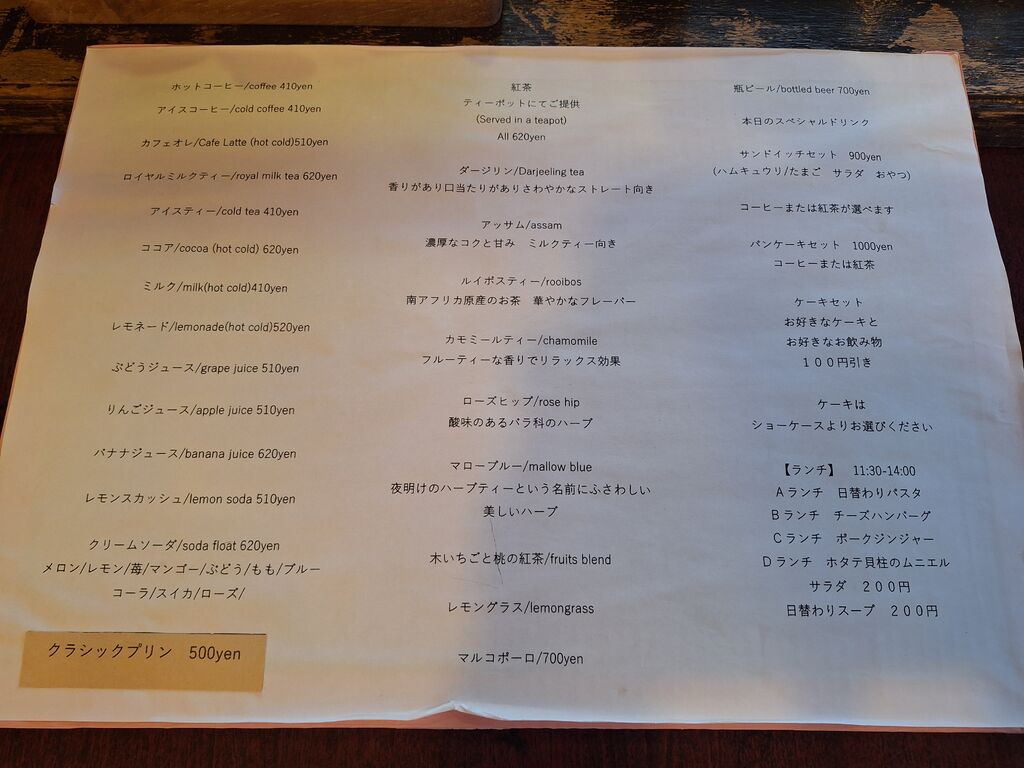 ホットコーヒー/coffee 410yen
アイスコーヒー/cold coffee 410yen
カフェオレ/Cafe Latte (hot cold)510yen
ロイヤルミルクティー/royal milk tea 620yen
アイスティー/cold tea 410yen
ココア/cocoa (hot cold) 620yen
ミルク/milk(hot cold)410yen
レモネード/lemonade(hot cold)520yen
ぶどうジュース/grape juice 510yen
りんごジュース/apple juice 510yen
バナナジュース/banana juice 620yen
レモンスカッシュ/lemon soda 510yen
クリームソーダ/soda float 620yen
メロン/レモン/苺/マンゴー/ぶどう/もも/ブルー
コーラ/スイカ/ローズ/
クラシックプリン 500yen
紅茶
ティーポットにてご提供
(Served in a teapot)
All 620yen
ダージリン/Darjeeling tea
香りがあり口当たりがありさわやかなストレート向き
アッサム/assam
濃厚なコクと甘み ミルクティー向き
ルイボスティー/rooibos
南アフリカ原産のお茶 華やかなフレーバー
カモミールティー/chamomile
フルーティーな香りでリラックス効果
ローズヒップ/rose hip
酸味のあるバラ科のハーブ
マローブルー/mallow blue
夜明けのハーブティーという名前にふさわしい
美しいハーブ
木いちごと桃の紅茶/fruits blend
レモングラス/lemongrass
マルコポーロ/700yen
瓶ビール/bottled beer 700yen
本日のスペシャルドリンク
サンドイッチセット 900yen
(ハムキュウリ/たまご サラダ おやつ)
コーヒーまたは紅茶が選べます
パンケーキセット 1000yen
コーヒーまたは紅茶
ケーキセット
お好きなケーキと
お好きなお飲み物
１００円引き
ケーキは
ショーケースよりお選びください
【ランチ】 11:30-14:00
Aランチ 日替わりパスタ
Bランチ チーズハンバーグ
Cランチ ポークジンジャー
Dランチ ホタテ貝柱のムニエル
サラダ ２００円
日替わりスープ ２００円